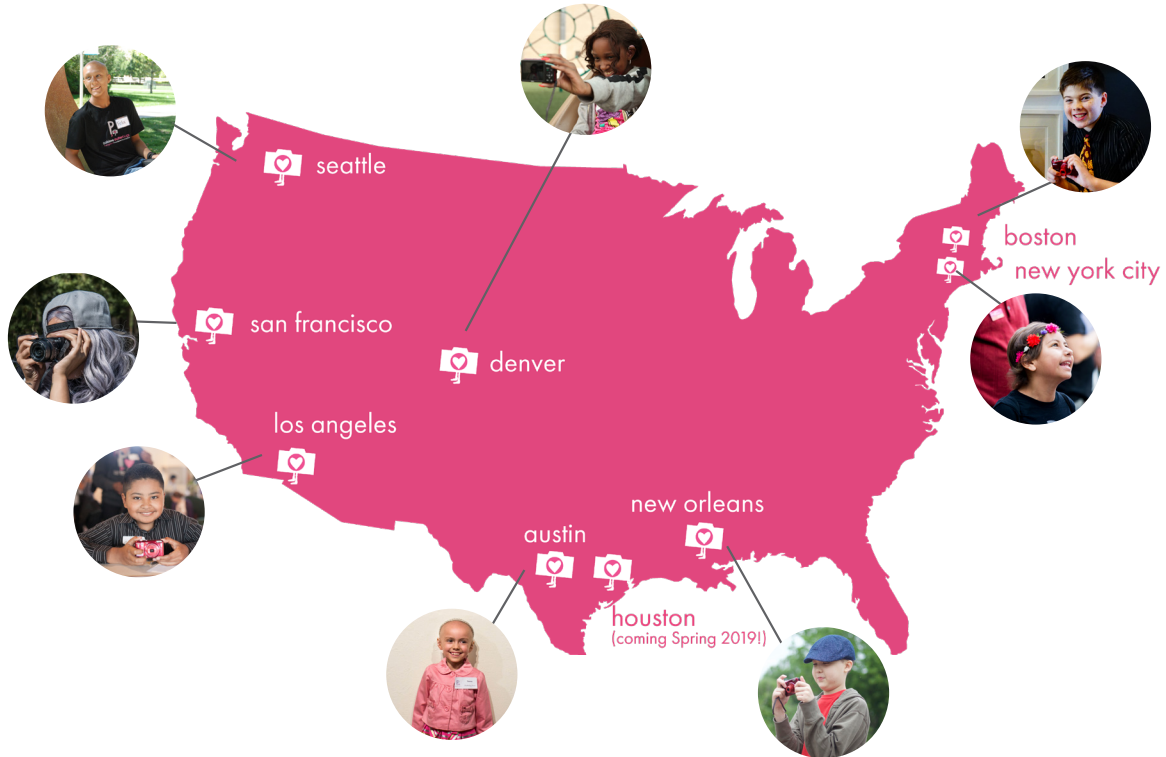 seattle
boston
new york city
san francisco
denver
los angeles
new orleans
austin
houston
(coming Spring 2019!)